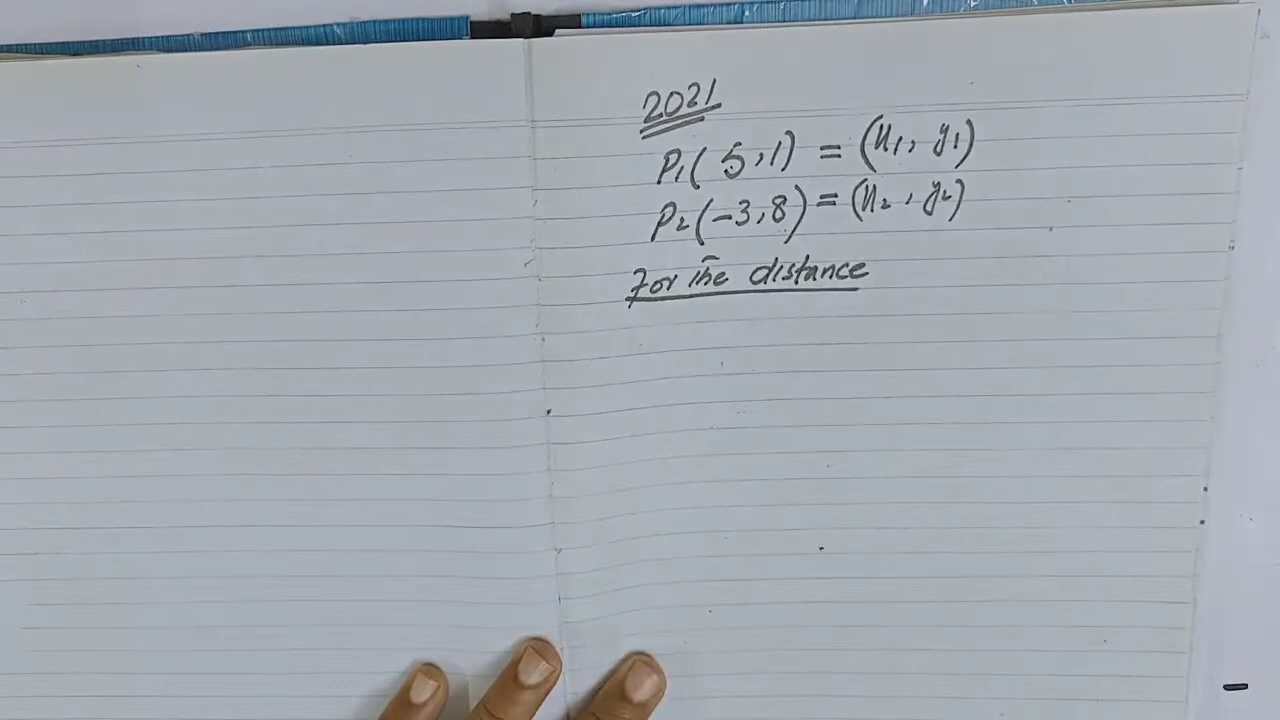 2021
P₁(5,1) = (x₁, y₁)
P₂(-3,8) = (x₂, y₂)
For the distance